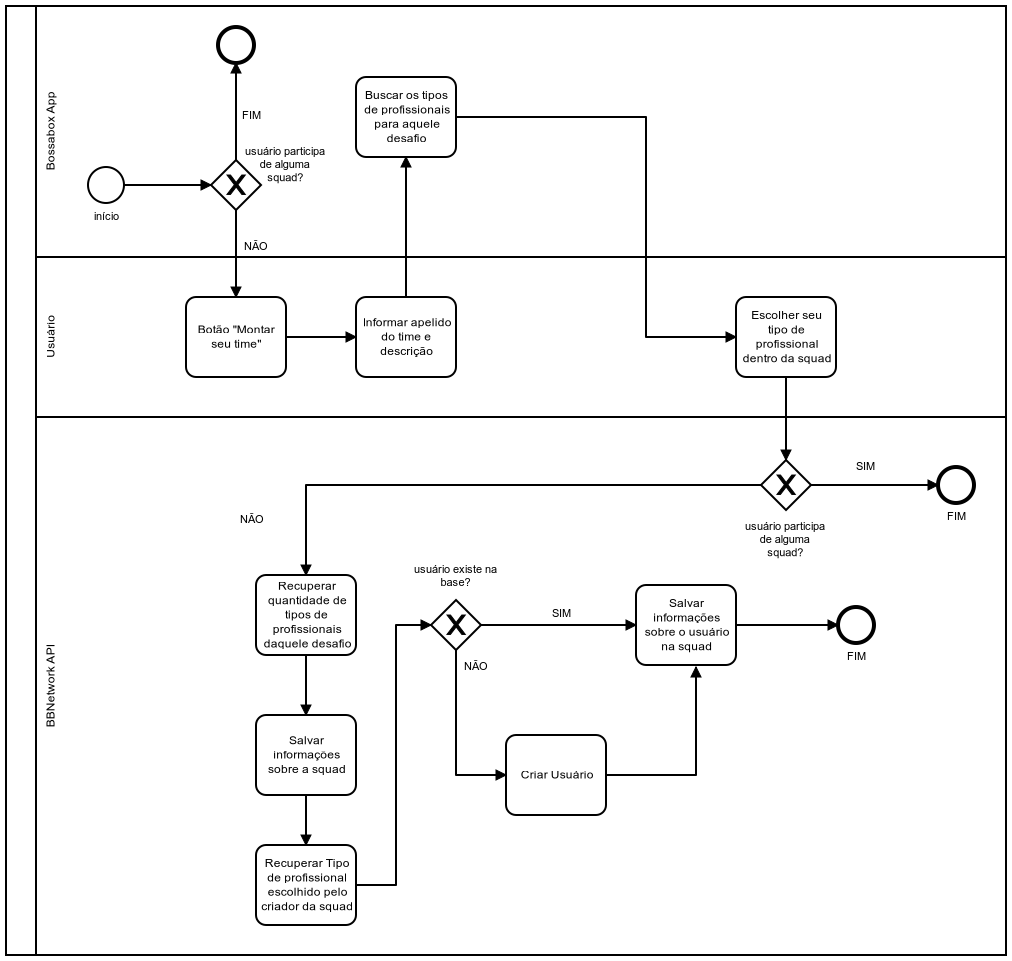 Bossabox App
FIM
usuário participa
de alguma
squad?
início
NÃO
Buscar os tipos
de profissionais
para aquele
desafio
Usuário
Botão "Montar
seu time"
Informar apelido
do time e
descrição
Escolher seu
tipo de
profissional
dentro da squad
BBNetwork API
SIM
FIM
usuário participa
de alguma
squad?
NÃO
Recuperar
quantidade de
tipos de
profissionais
daquele desafio
usuário existe na
base?
SIM
NÃO
Salvar
informações
sobre o usuário
na squad
FIM
Salvar
informações
sobre a squad
Criar Usuário
Recuperar Tipo
de profissional
escolhido pelo
criador da squad